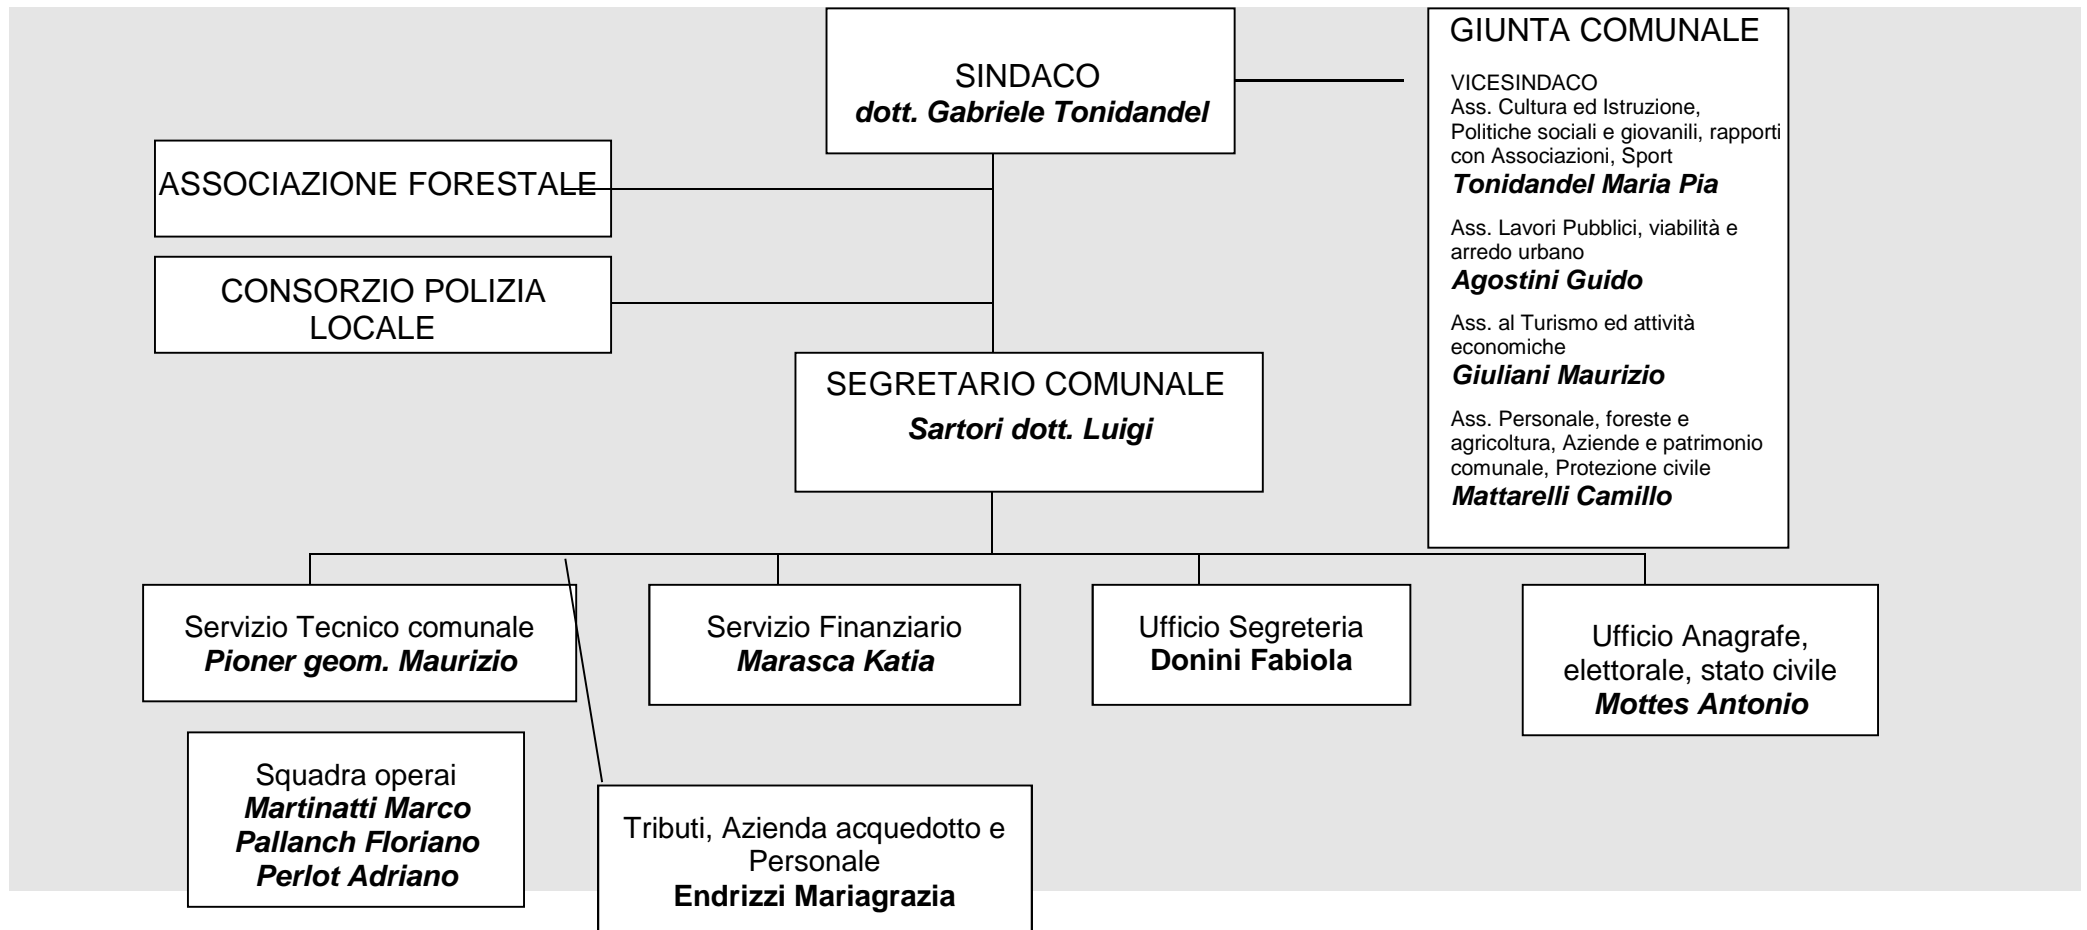 SINDACO
dott. Gabriele Tonidandel
GIUNTA COMUNALE
VICESINDACO
Ass. Cultura ed Istruzione,
Politiche sociali e giovanili, rapporti
con Associazioni, Sport
Tonidandel Maria Pia
Ass. Lavori Pubblici, viabilità e
arredo urbano
Agostini Guido
Ass. al Turismo ed attività
economiche
Giuliani Maurizio
Ass. Personale, foreste e
agricoltura, Aziende e patrimonio
comunale, Protezione civile
Mattarelli Camillo
ASSOCIAZIONE FORESTALE
CONSORZIO POLIZIA
LOCALE
SEGRETARIO COMUNALE
Sartori dott. Luigi
Servizio Tecnico comunale
Pioner geom. Maurizio
Servizio Finanziario
Marasca Katia
Ufficio Segreteria
Donini Fabiola
Ufficio Anagrafe,
elettorale, stato civile
Mottes Antonio
Squadra operai
Martinatti Marco
Pallanch Floriano
Perlot Adriano
Tributi, Azienda acquedotto e
Personale
Endrizzi Mariagrazia